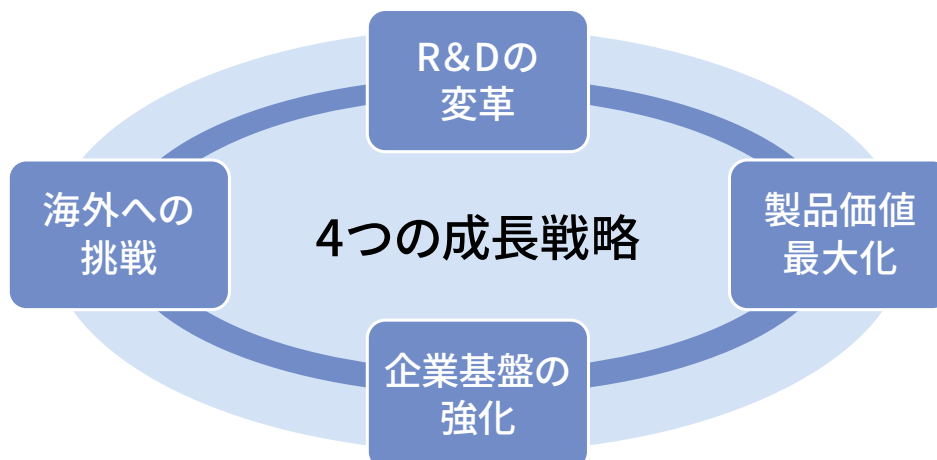 R&Dの
変革
海外への
挑戦
4つの成長戦略
製品価値
最大化
企業基盤の
強化